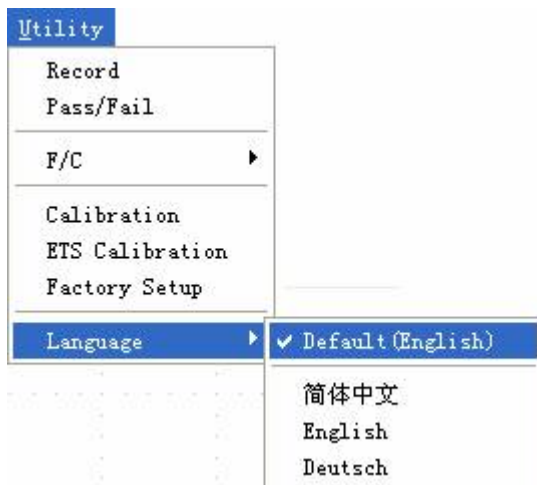 Utility
Record
Pass/Fail
F/C
Calibration
ETS Calibration
Factory Setup
Language
Default(English)
简体中文
English
Deutsch